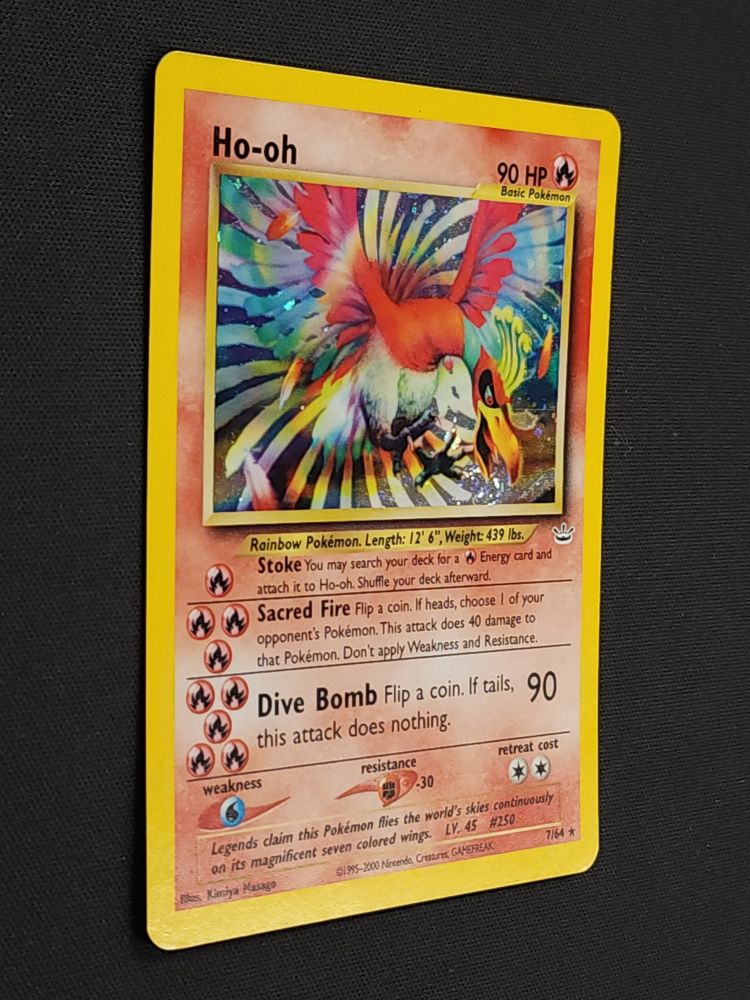 Ho-oh
90 HP
Basic Pokémon
Rainbow Pokémon. Length: 12' 6", Weight: 439 lbs.
Stoke You may search your deck for a Energy card and
attach it to Ho-oh. Shuffle your deck afterward.
Sacred Fire Flip a coin. If heads, choose 1 of your
opponent's Pokémon. This attack does 40 damage to
that Pokémon. Don't apply Weakness and Resistance.
Dive Bomb Flip a coin. If tails, 90
this attack does nothing.
weakness resistance retreat cost
-30
Legends claim this Pokémon flies the world's skies continuously
on its magnificent seven colored wings. LV. 45 #250
7/64 ★
Illus. Kimiya Masago
©1995-2000 Nintendo, Creatures, GAMEFREAK.